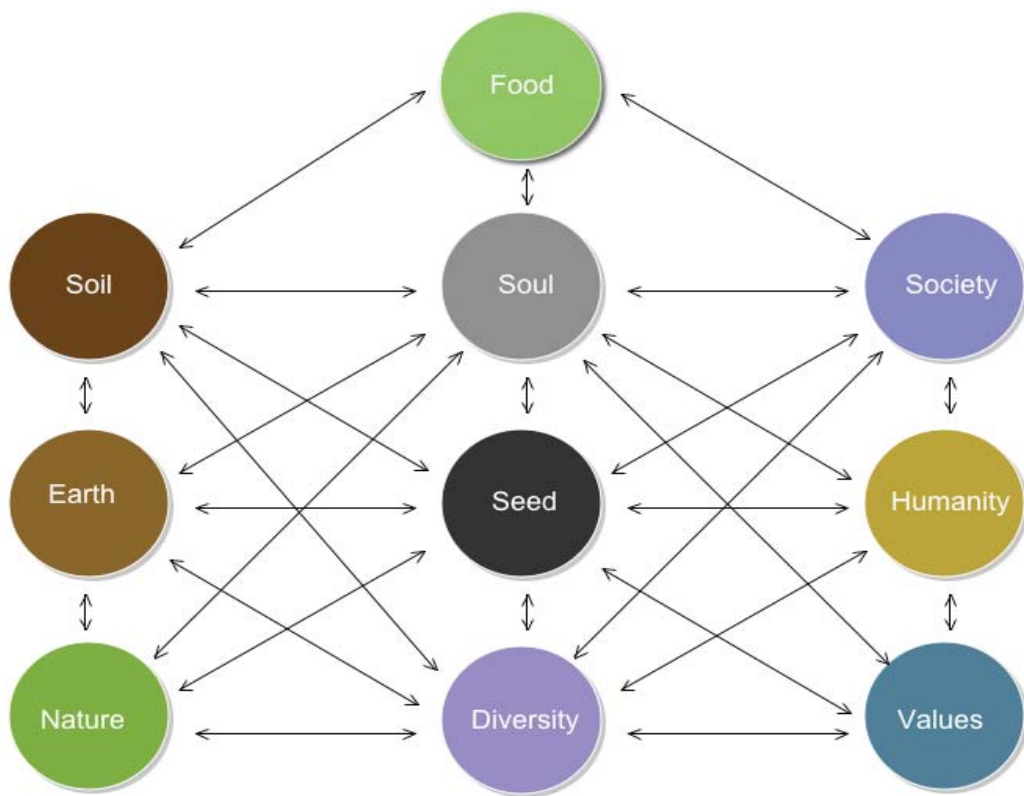 Food
Soil
Soul
Society
Earth
Seed
Humanity
Nature
Diversity
Values